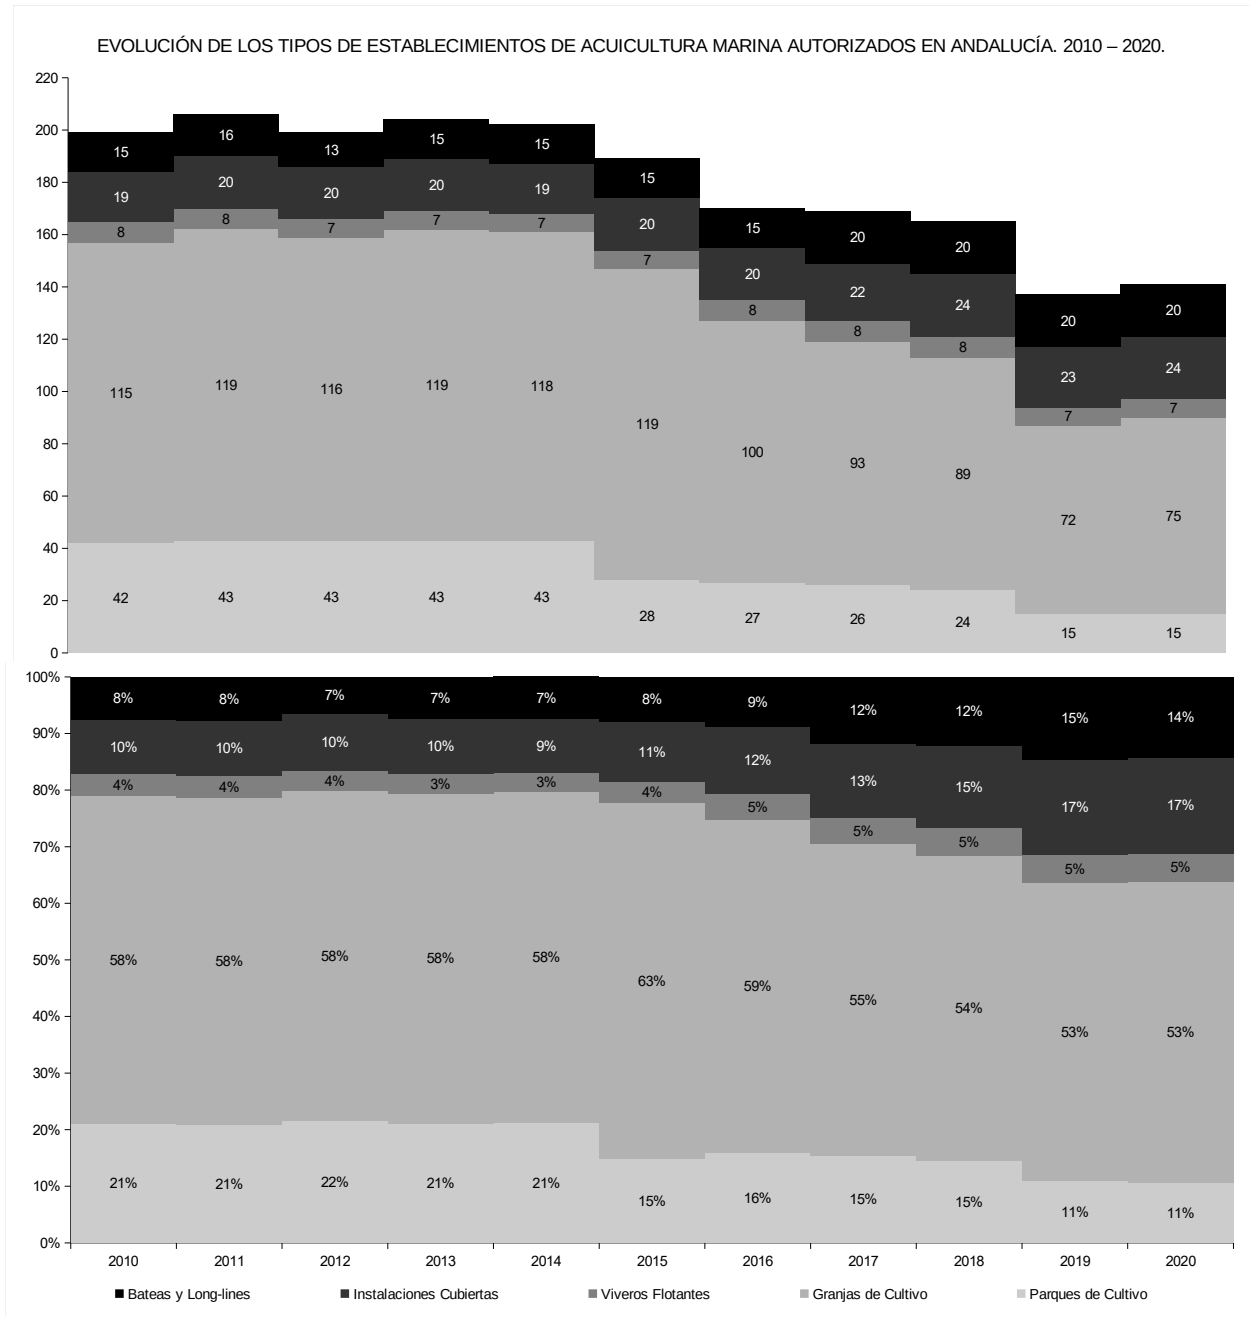 EVOLUCIÓN DE LOS TIPOS DE ESTABLECIMIENTOS DE ACUICULTURA MARINA AUTORIZADOS EN ANDALUCÍA. 2010 – 2020.
220
200
180
160
140
120
100
80
60
40
20
0
15 16 13 15 15 15 15 20 20 20 20
19 20 20 20 19 20 20 22 24 23 24
8 8 7 7 7 7 8 8 8 7 7
115 119 116 119 118 119 100 93 89 72 75
42 43 43 43 43 28 27 26 24 15 15
100%
90%
80%
70%
60%
50%
40%
30%
20%
10%
0%
8% 8% 7% 7% 7% 8% 9% 12% 12% 15% 14%
10% 10% 10% 10% 9% 11% 12% 13% 15% 17% 17%
4% 4% 4% 3% 3% 4% 5% 5% 5% 5% 5%
58% 58% 58% 58% 58% 63% 59% 55% 54% 53% 53%
21% 21% 22% 21% 21% 15% 16% 15% 15% 11% 11%
2010 2011 2012 2013 2014 2015 2016 2017 2018 2019 2020
Bateas y Long-lines Instalaciones Cubiertas Viveros Flotantes Granjas de Cultivo Parques de Cultivo